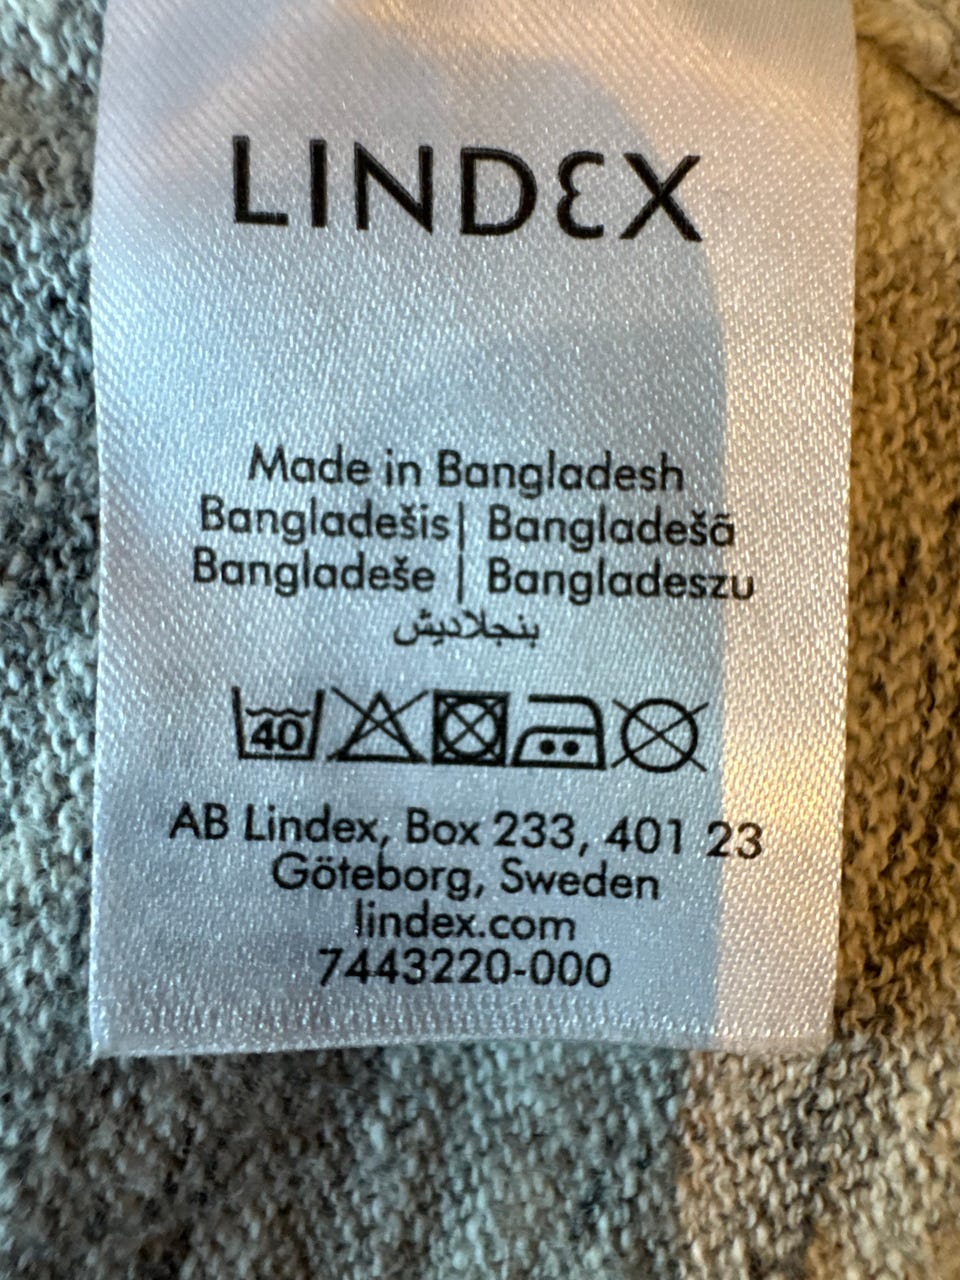 LINDEX
Made in Bangladesh
Bangladešis| Bangladešā
Bangladeše | Bangladeszu
بنجلاديش
40
AB Lindex, Box 233, 401 23
Göteborg, Sweden
lindex.com
7443220-000